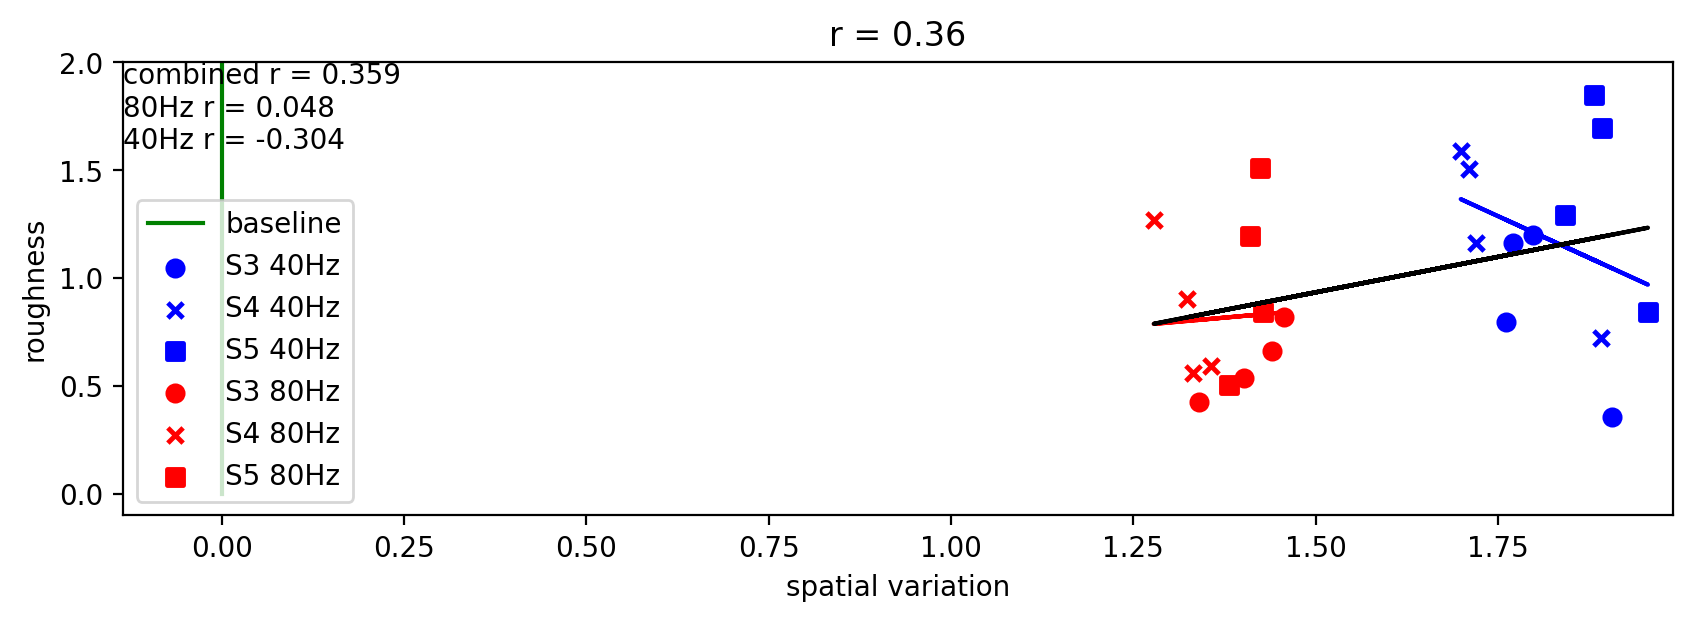 r = 0.36
combined r = 0.359
80Hz r = 0.048
40Hz r = -0.304
2.0
1.5
1.0
0.5
0.0
roughness
baseline
S3 40Hz
S4 40Hz
S5 40Hz
S3 80Hz
S4 80Hz
S5 80Hz
0.00 0.25 0.50 0.75 1.00 1.25 1.50 1.75
spatial variation